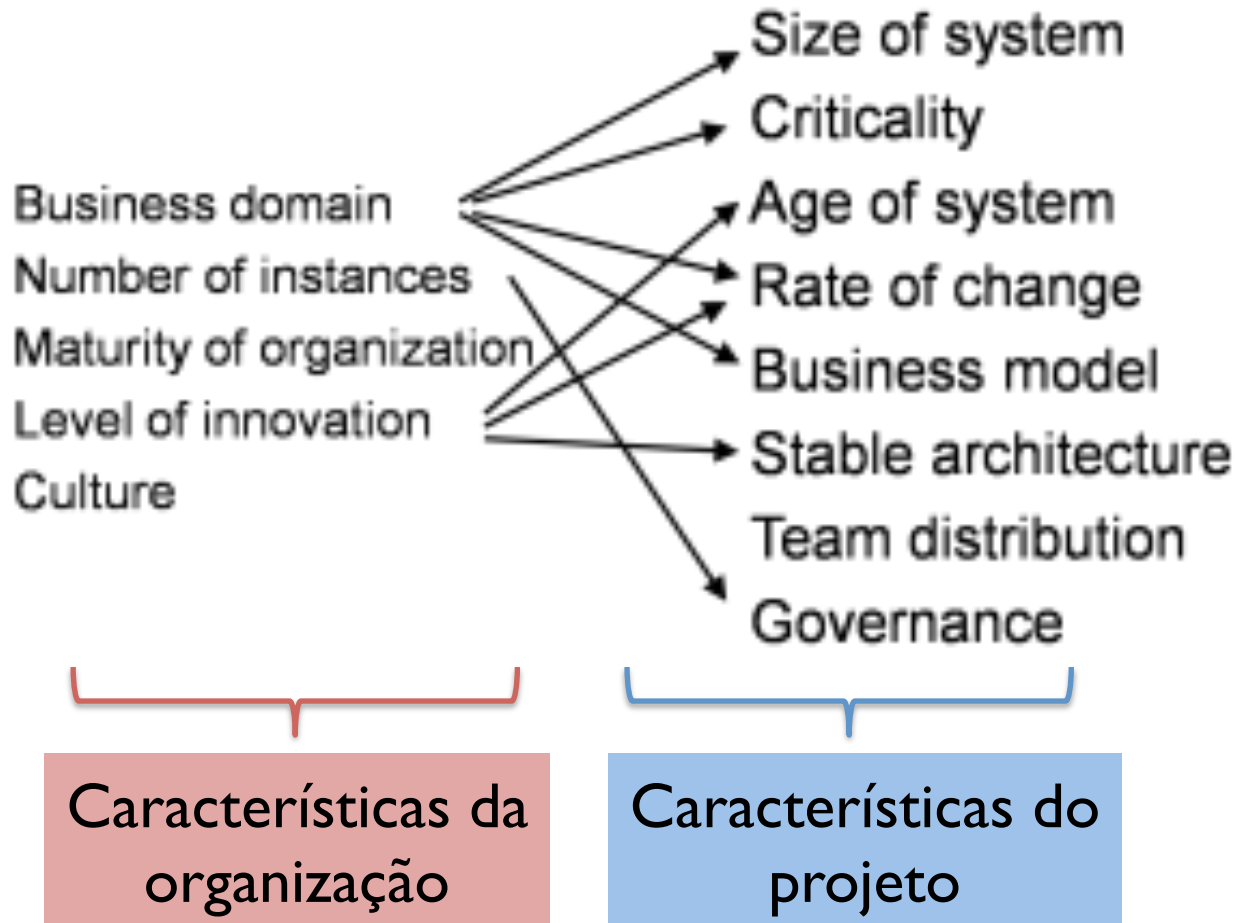 Business domain
Number of instances
Maturity of organization
Level of innovation
Culture
Size of system
Criticality
Age of system
Rate of change
Business model
Stable architecture
Team distribution
Governance
Características da
organização
Características do
projeto